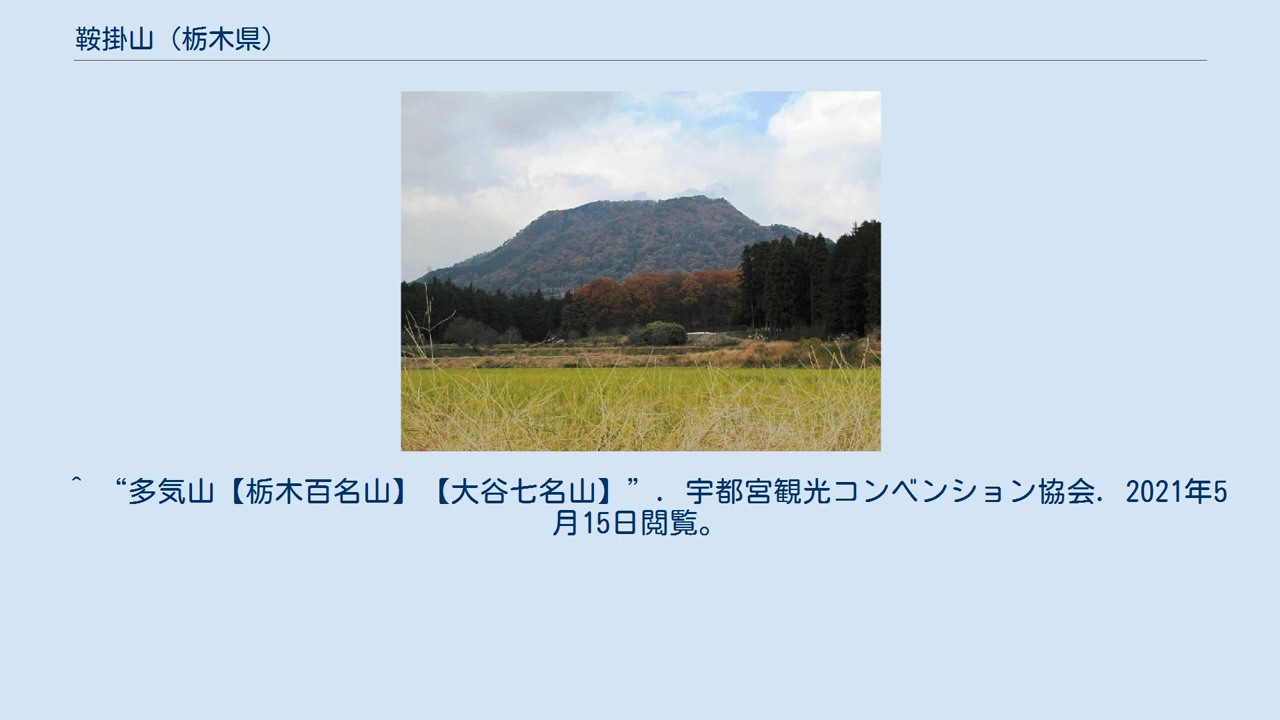 鞍掛山（栃木県）
^ “多気山【栃木百名山】【大谷七名山】”. 宇都宮観光コンベンション協会. 2021年5
月15日閲覧。